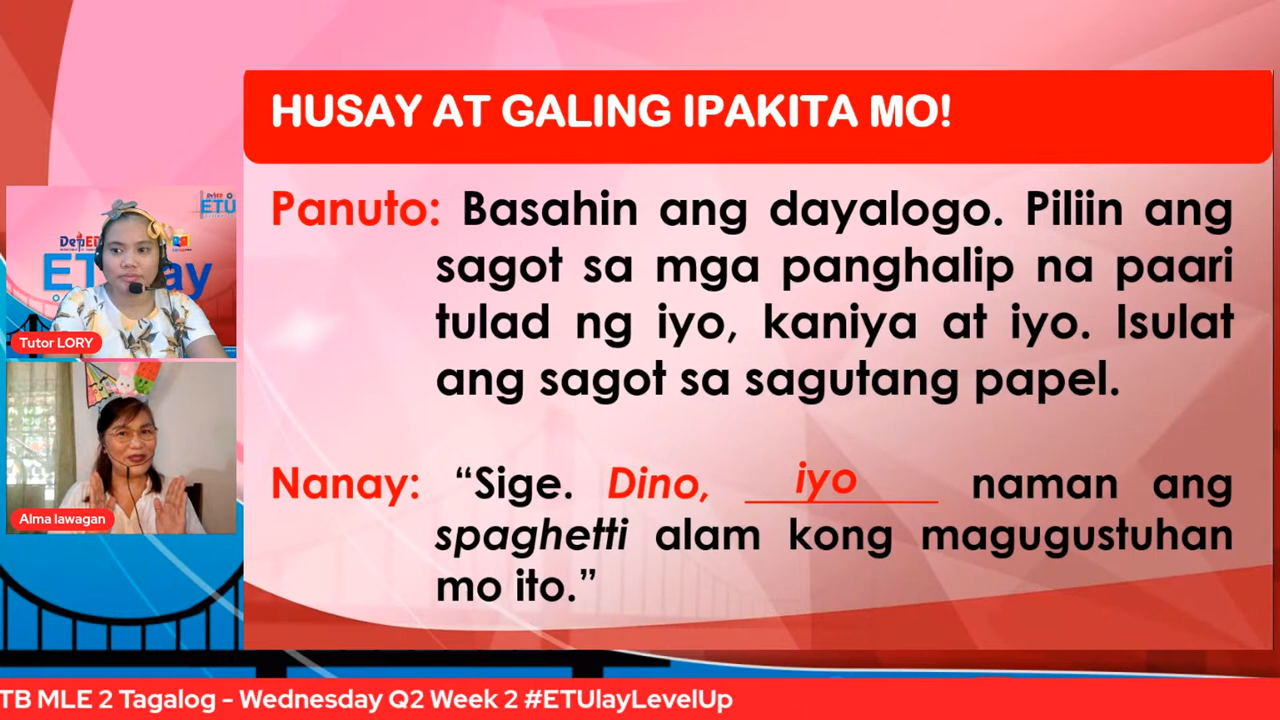 HUSAY AT GALING IPAKITA MO!
Panuto: Basahin ang dayalogo. Piliin ang
sagot sa mga panghalip na paari
tulad ng iyo, kaniya at iyo. Isulat
ang sagot sa sagutang papel.
Nanay: “Sige. Dino, iyo naman ang
spaghetti alam kong magugustuhan
mo ito.”
DepED
ETUlay
Tutor LORY
Alma lawagan
TB MLE 2 Tagalog - Wednesday Q2 Week 2 #ETUlayLevelUp